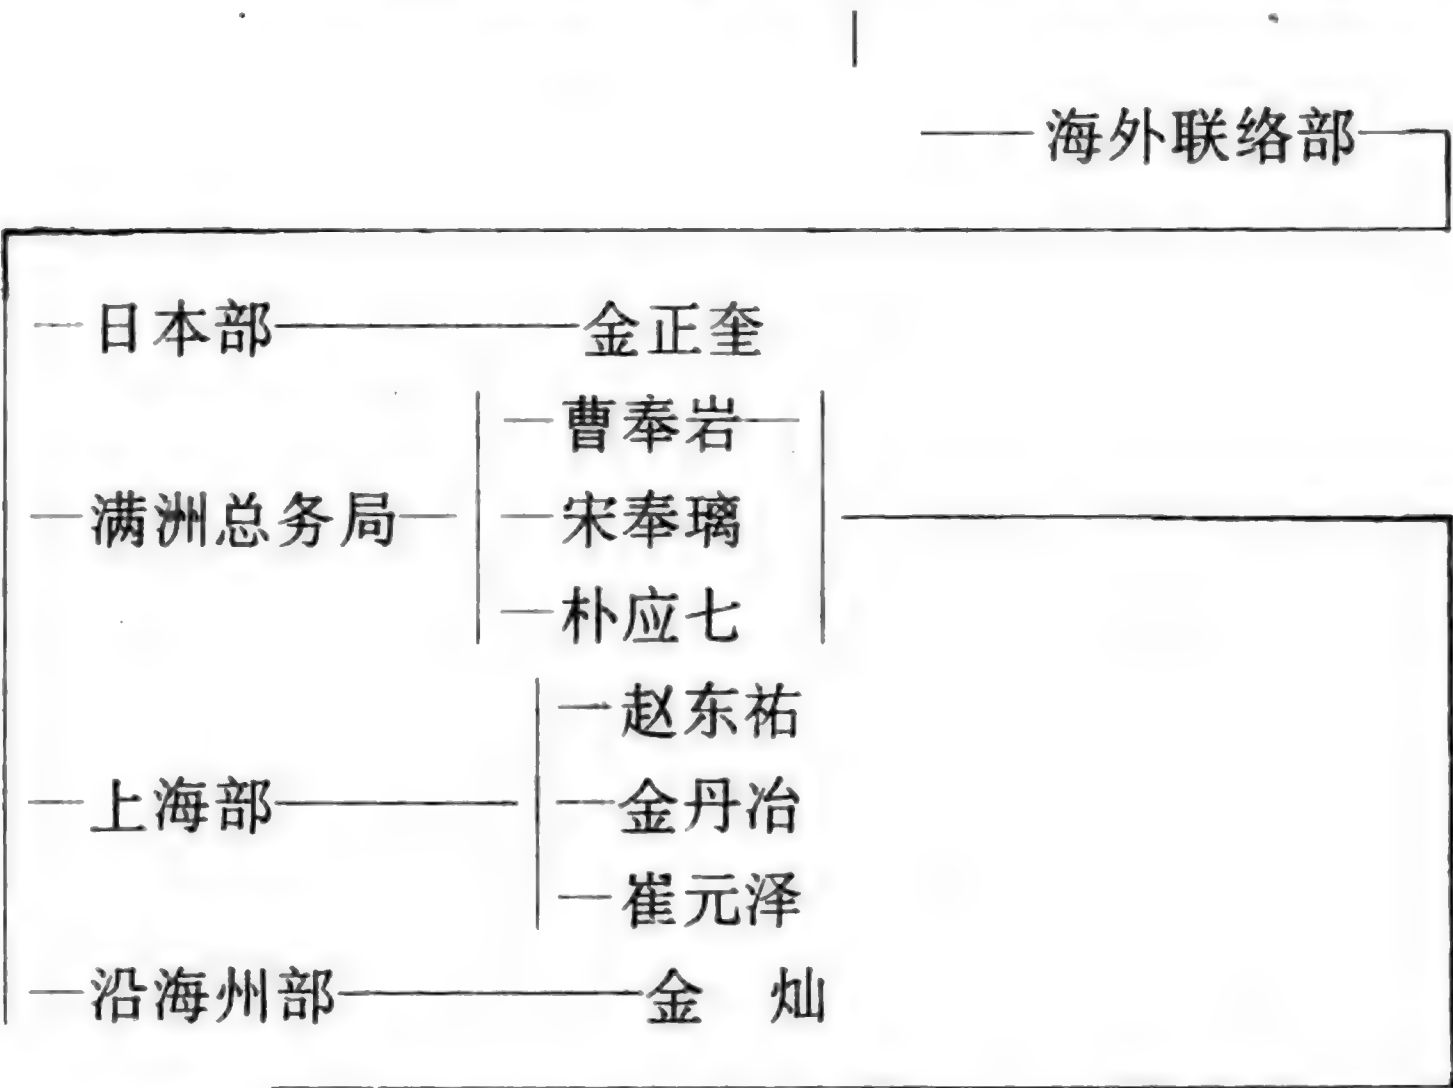 海外联络部
日本部 金正奎
曹奉岩
满洲总务局 宋奉璃
朴应七
赵东祐
上海部 金丹冶
崔元泽
沿海州部 金 灿